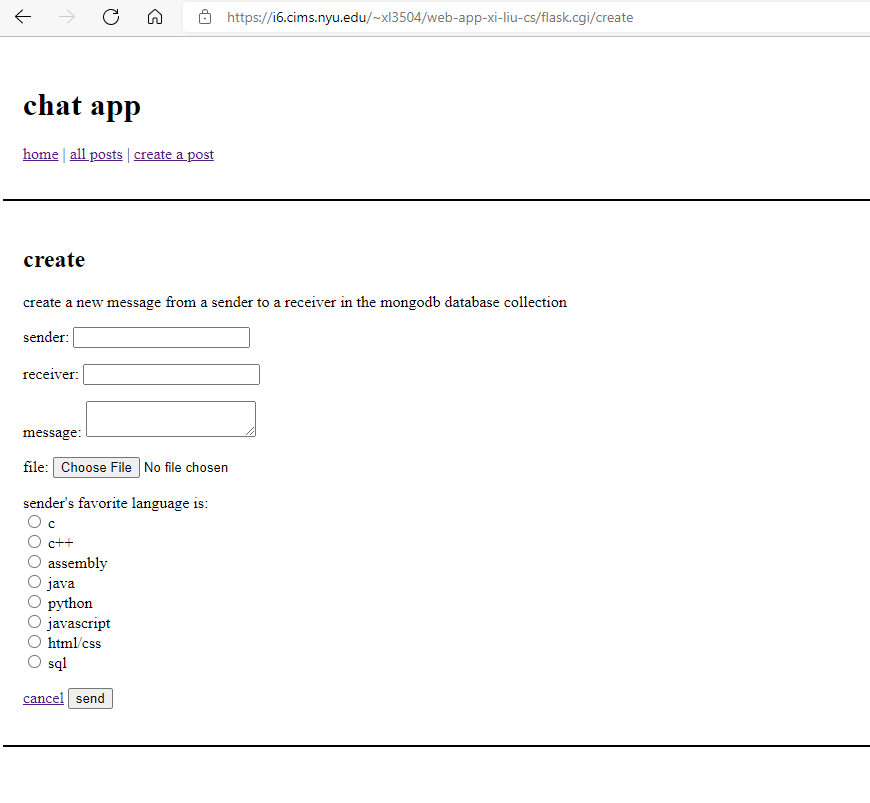 https://i6.cims.nyu.edu/~xl3504/web-app-xi-liu-cs/flask.cgi/create
chat app
home | all posts | create a post
create
create a new message from a sender to a receiver in the mongodb database collection
sender:
receiver:
message:
file: Choose File No file chosen
sender's favorite language is:
c
c++
assembly
java
python
javascript
html/css
sql
cancel send